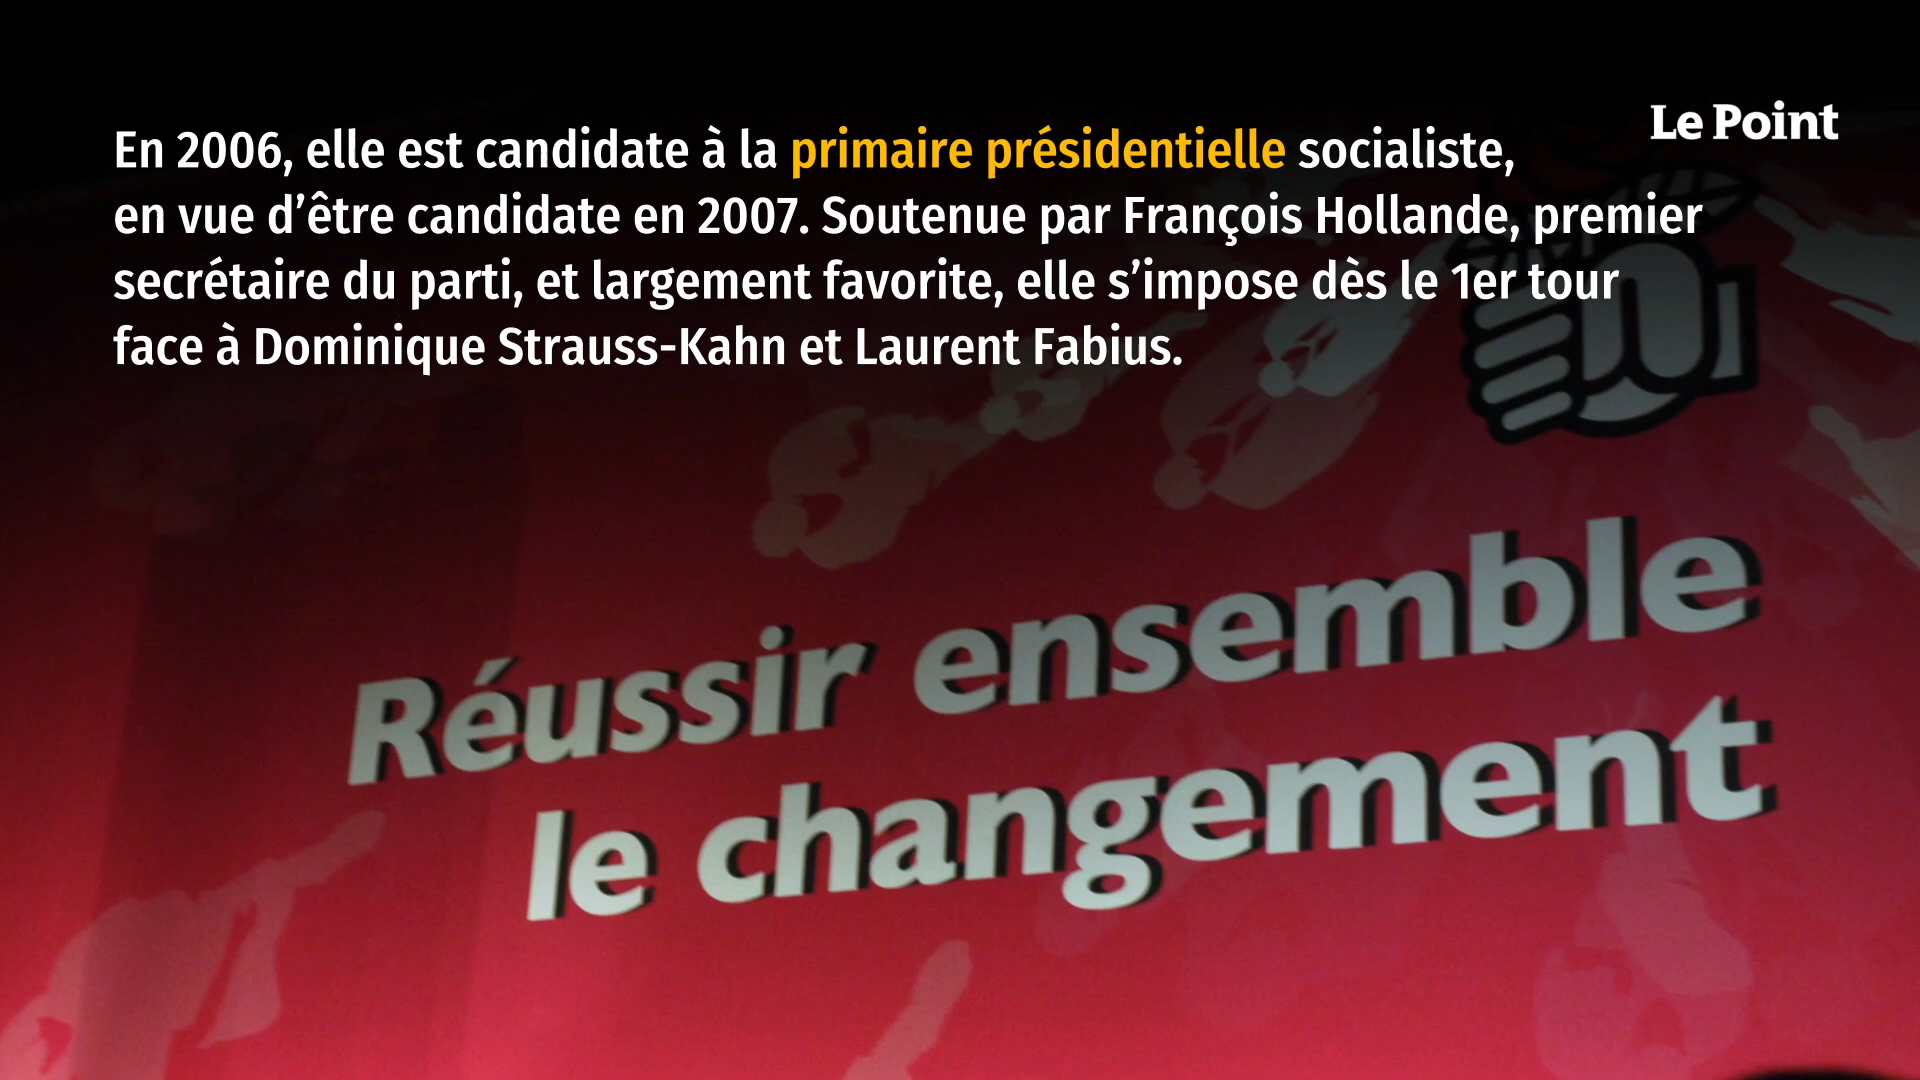 Le Point
En 2006, elle est candidate à la primaire présidentielle socialiste,
en vue d’être candidate en 2007. Soutenue par François Hollande, premier
secrétaire du parti, et largement favorite, elle s’impose dès le 1er tour
face à Dominique Strauss-Kahn et Laurent Fabius.
Réussir ensemble
le changement